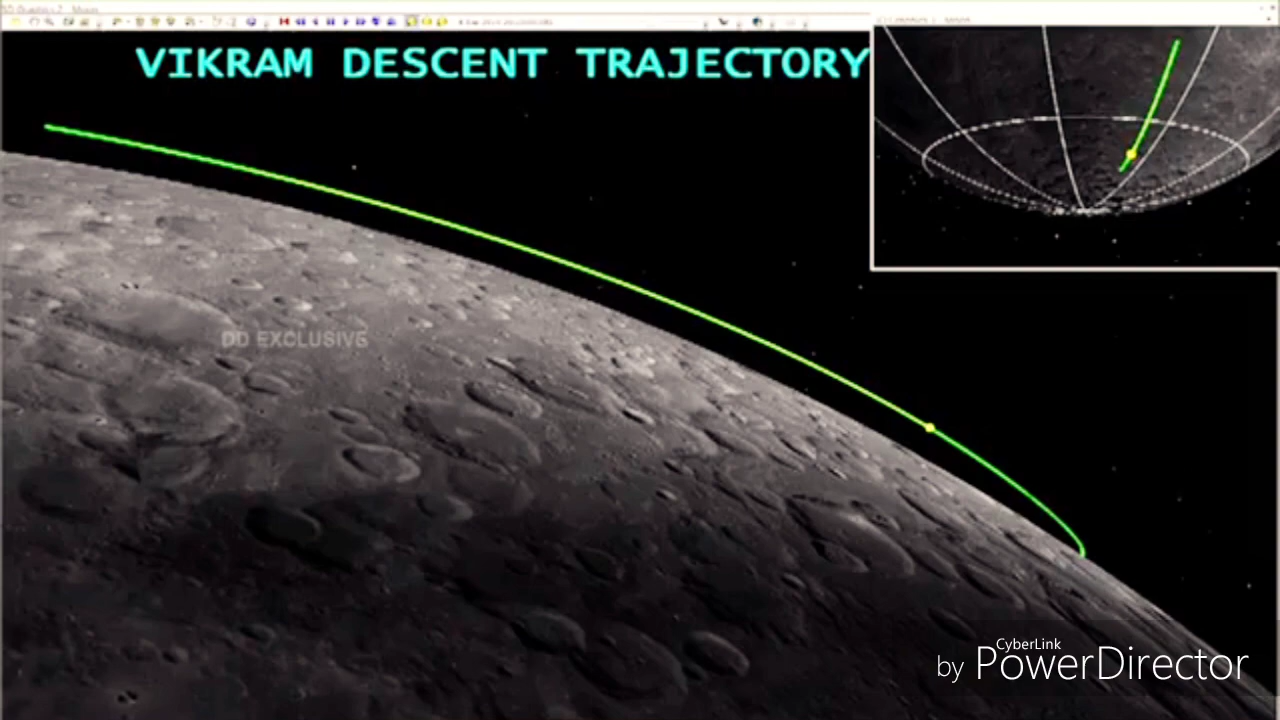 VIKRAM DESCENT TRAJECTORY
DD EXCLUSIVE
CyberLink
by PowerDirector